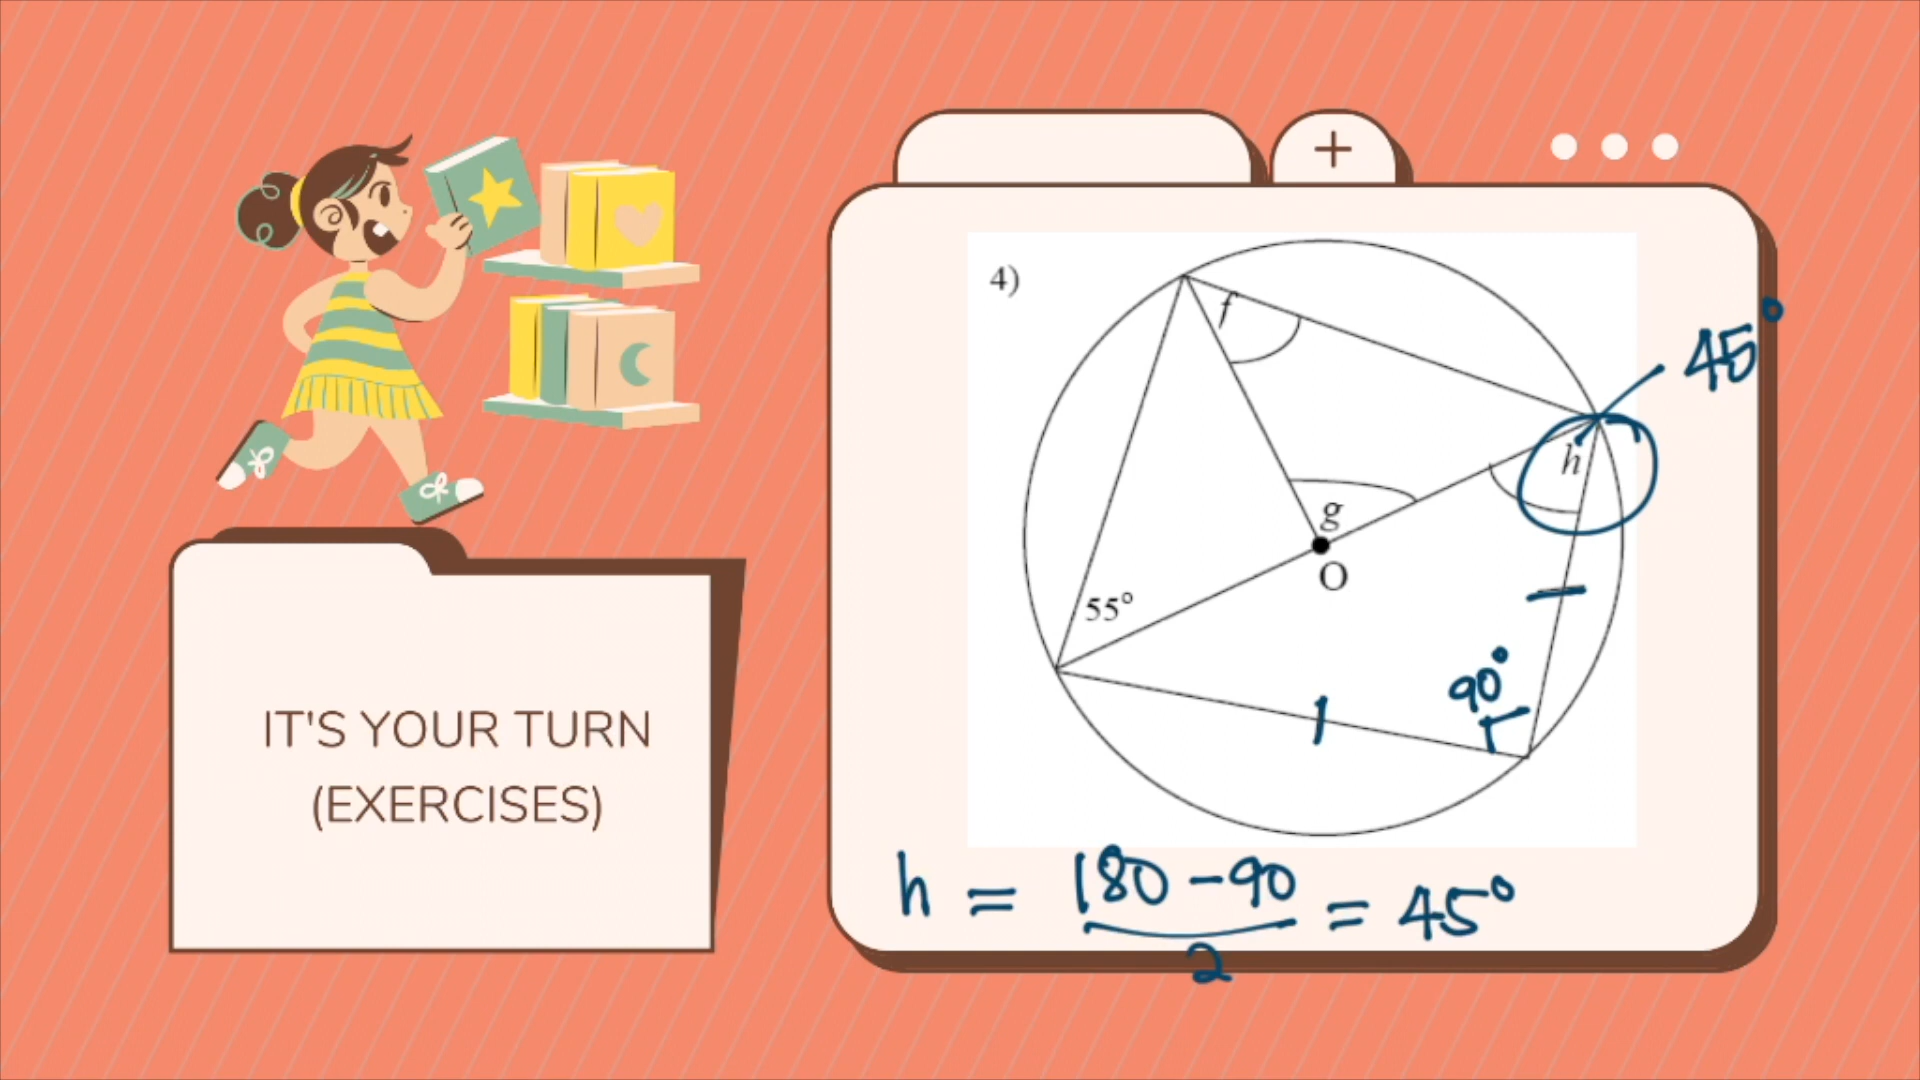 +
4)
f
45°
h
g
O
55°
90°
IT'S YOUR TURN
(EXERCISES)
h = 180 - 90 / 2 = 45°